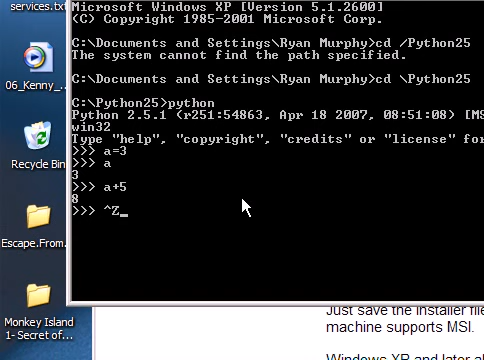 services.txt
06_Kenny_...
Recycle Bin
Escape.From...
Monkey Island
1- Secret of...
Microsoft Windows XP [Version 5.1.2600]
(C) Copyright 1985-2001 Microsoft Corp.
C:\Documents and Settings\Ryan Murphy>cd /Python25
The system cannot find the path specified.
C:\Documents and Settings\Ryan Murphy>cd \Python25
C:\Python25>python
Python 2.5.1 (r251:54863, Apr 18 2007, 08:51:08) [MS
win32
Type "help", "copyright", "credits" or "license" for
>>> a=3
>>> a
3
>>> a+5
8
>>> ^Z_
Just save the installer file
machine supports MSI.
Windows XP and later al